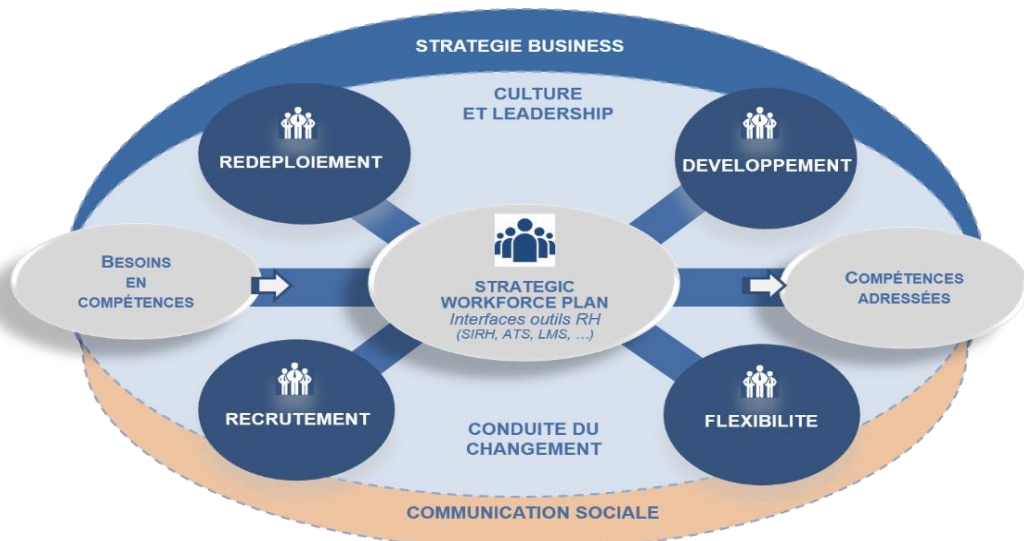 STRATEGIE BUSINESS
CULTURE
ET LEADERSHIP
REDEPLOIEMENT
DEVELOPPEMENT
BESOINS
EN
COMPÉTENCES
STRATEGIC
WORKFORCE PLAN
Interfaces outils RH
(SIRH, ATS, LMS, ...)
COMPÉTENCES
ADRESSÉES
RECRUTEMENT
FLEXIBILITE
CONDUITE DU
CHANGEMENT
COMMUNICATION SOCIALE